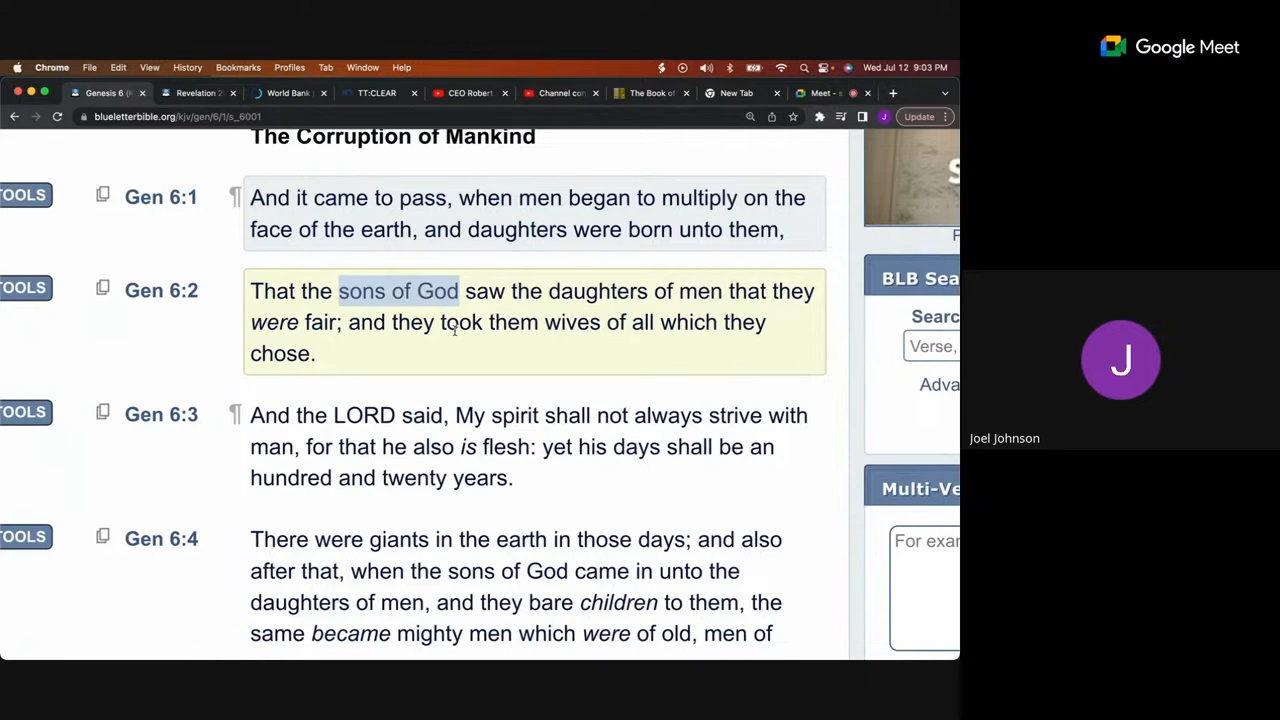 Google Meet
Chrome File Edit View History Bookmarks Profiles Tab Window Help Wed Jul 12 9:03 PM
Genesis 6 ( Revelation 2 World Bank TT:CLEAR CEO Robert Channel con The Book of New Tab Meet - s
blueletterbible.org/kjv/gen/6/1/s_6001 J Update
The Corruption of Mankind
TOOLS Gen 6:1 ¶ And it came to pass, when men began to multiply on the
face of the earth, and daughters were born unto them,
TOOLS Gen 6:2 That the sons of God saw the daughters of men that they
were fair; and they took them wives of all which they
chose.
TOOLS Gen 6:3 ¶ And the LORD said, My spirit shall not always strive with
man, for that he also is flesh: yet his days shall be an
hundred and twenty years.
TOOLS Gen 6:4 There were giants in the earth in those days; and also
after that, when the sons of God came in unto the
daughters of men, and they bare children to them, the
same became mighty men which were of old, men of
S
F
BLB Sea
Searc
Verse,
Adva
Multi-Ve
For exar
J
Joel Johnson